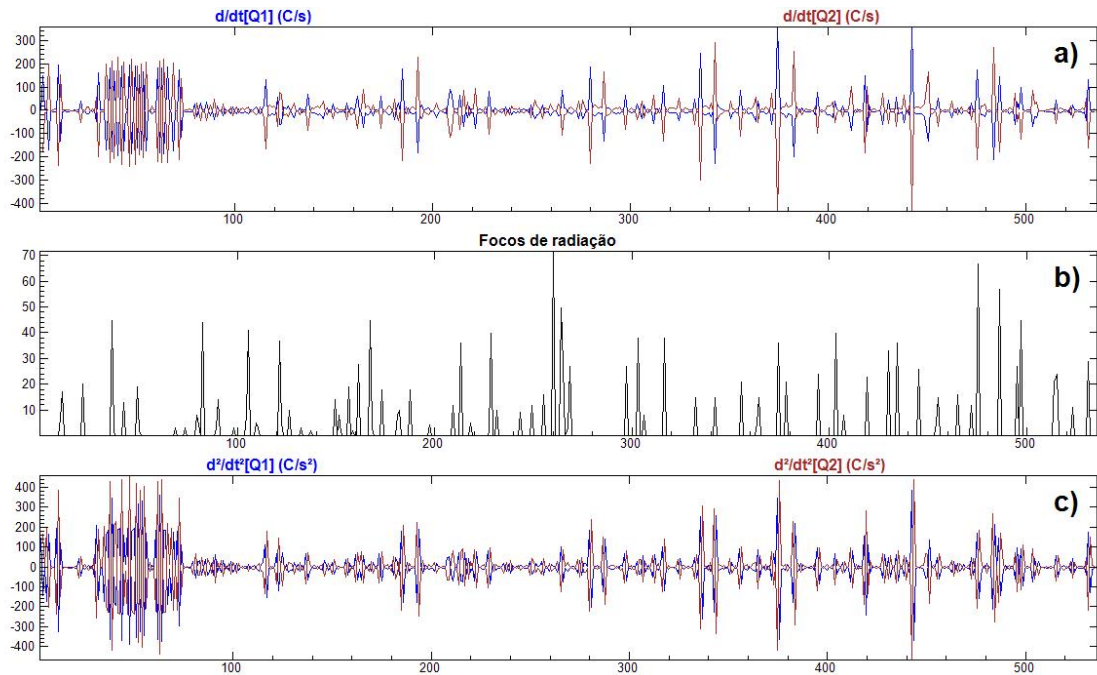 d/dt[Q1] (C/s) d/dt[Q2] (C/s)
a)
300
200
100
0
-100
-200
-300
-400
100 200 300 400 500
Focos de radiação
b)
70
60
50
40
30
20
10
100 200 300 400 500
d²/dt²[Q1] (C/s²) d²/dt²[Q2] (C/s²)
c)
400
300
200
100
0
-100
-200
-300
-400
100 200 300 400 500